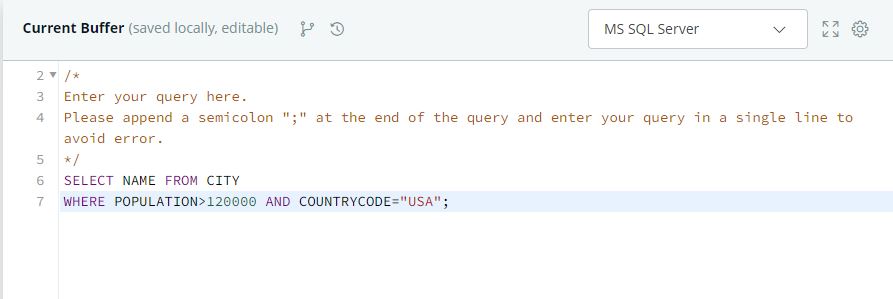 Current Buffer (saved locally, editable)
MS SQL Server
2 /*
3 Enter your query here.
4 Please append a semicolon ";" at the end of the query and enter your query in a single line to
avoid error.
5 */
6 SELECT NAME FROM CITY
7 WHERE POPULATION>120000 AND COUNTRYCODE="USA";